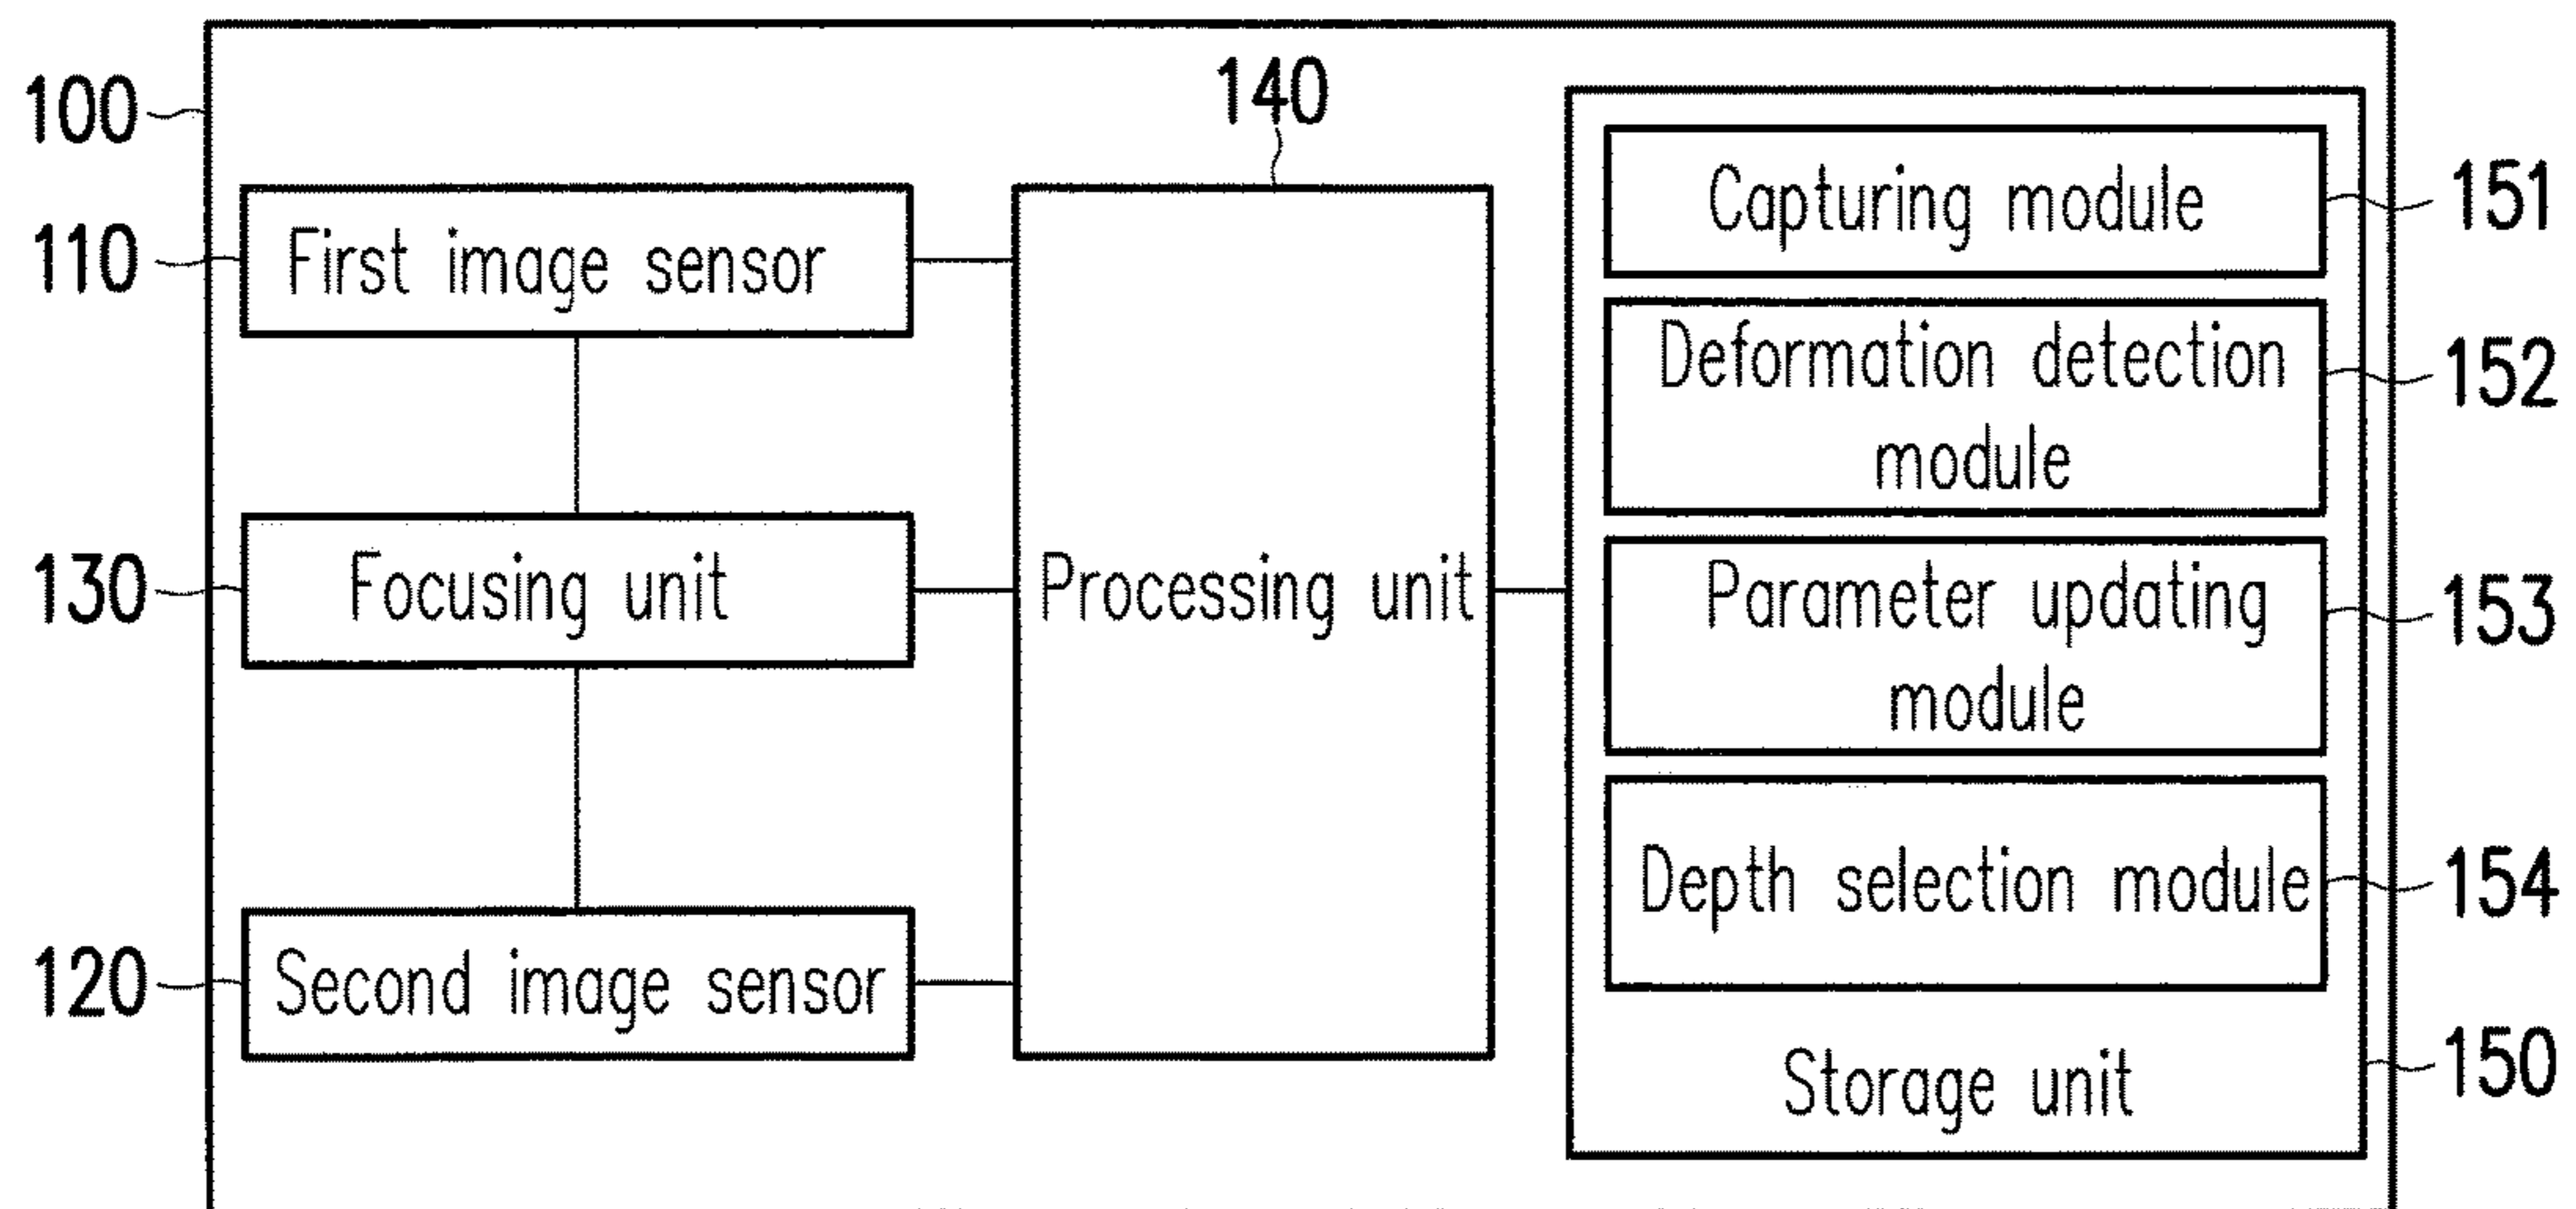 100
140
Capturing module
151
110
First image sensor
Deformation detection
module
152
130
Focusing unit
Processing unit
Parameter updating
module
153
Depth selection module
154
120
Second image sensor
Storage unit
150